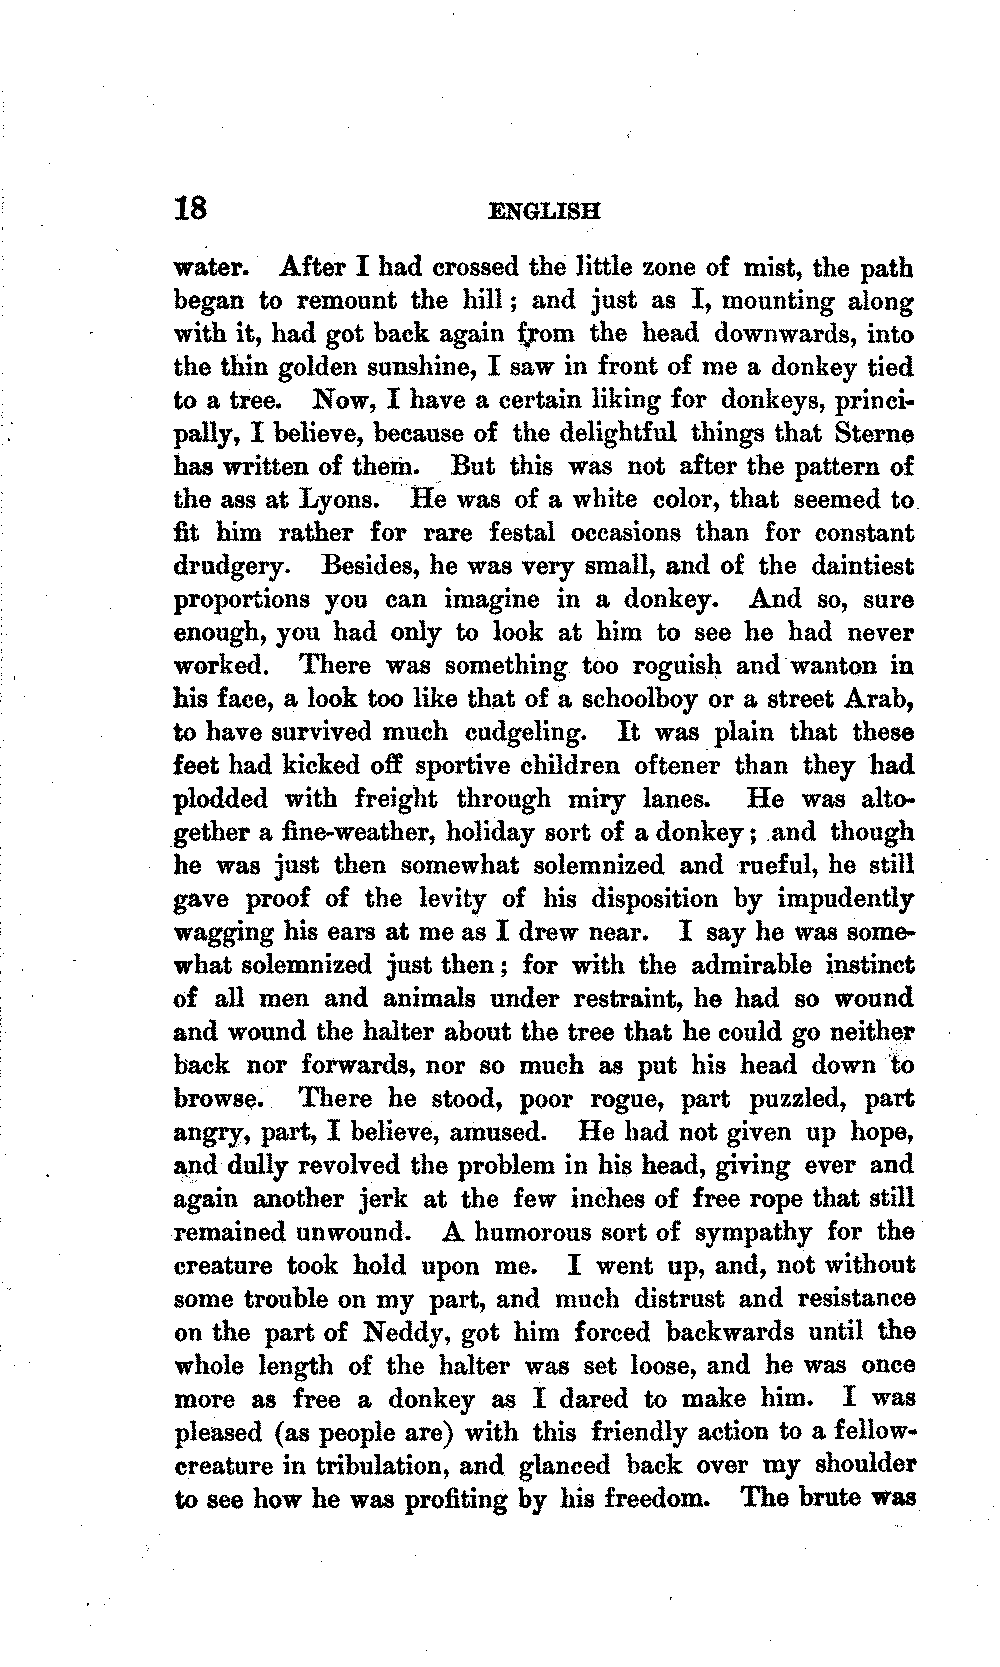 18 ENGLISH
water. After I had crossed the little zone of mist, the path
began to remount the hill; and just as I, mounting along
with it, had got back again from the head downwards, into
the thin golden sunshine, I saw in front of me a donkey tied
to a tree. Now, I have a certain liking for donkeys, princi-
pally, I believe, because of the delightful things that Sterne
has written of them. But this was not after the pattern of
the ass at Lyons. He was of a white color, that seemed to
fit him rather for rare festal occasions than for constant
drudgery. Besides, he was very small, and of the daintiest
proportions you can imagine in a donkey. And so, sure
enough, you had only to look at him to see he had never
worked. There was something too roguish and wanton in
his face, a look too like that of a schoolboy or a street Arab,
to have survived much cudgeling. It was plain that these
feet had kicked off sportive children oftener than they had
plodded with freight through miry lanes. He was alto-
gether a fine-weather, holiday sort of a donkey; and though
he was just then somewhat solemnized and rueful, he still
gave proof of the levity of his disposition by impudently
wagging his ears at me as I drew near. I say he was some-
what solemnized just then; for with the admirable instinct
of all men and animals under restraint, he had so wound
and wound the halter about the tree that he could go neither
back nor forwards, nor so much as put his head down to
browse. There he stood, poor rogue, part puzzled, part
angry, part, I believe, amused. He had not given up hope,
and dully revolved the problem in his head, giving ever and
again another jerk at the few inches of free rope that still
remained unwound. A humorous sort of sympathy for the
creature took hold upon me. I went up, and, not without
some trouble on my part, and much distrust and resistance
on the part of Neddy, got him forced backwards until the
whole length of the halter was set loose, and he was once
more as free a donkey as I dared to make him. I was
pleased (as people are) with this friendly action to a fellow-
creature in tribulation, and glanced back over my shoulder
to see how he was profiting by his freedom. The brute was